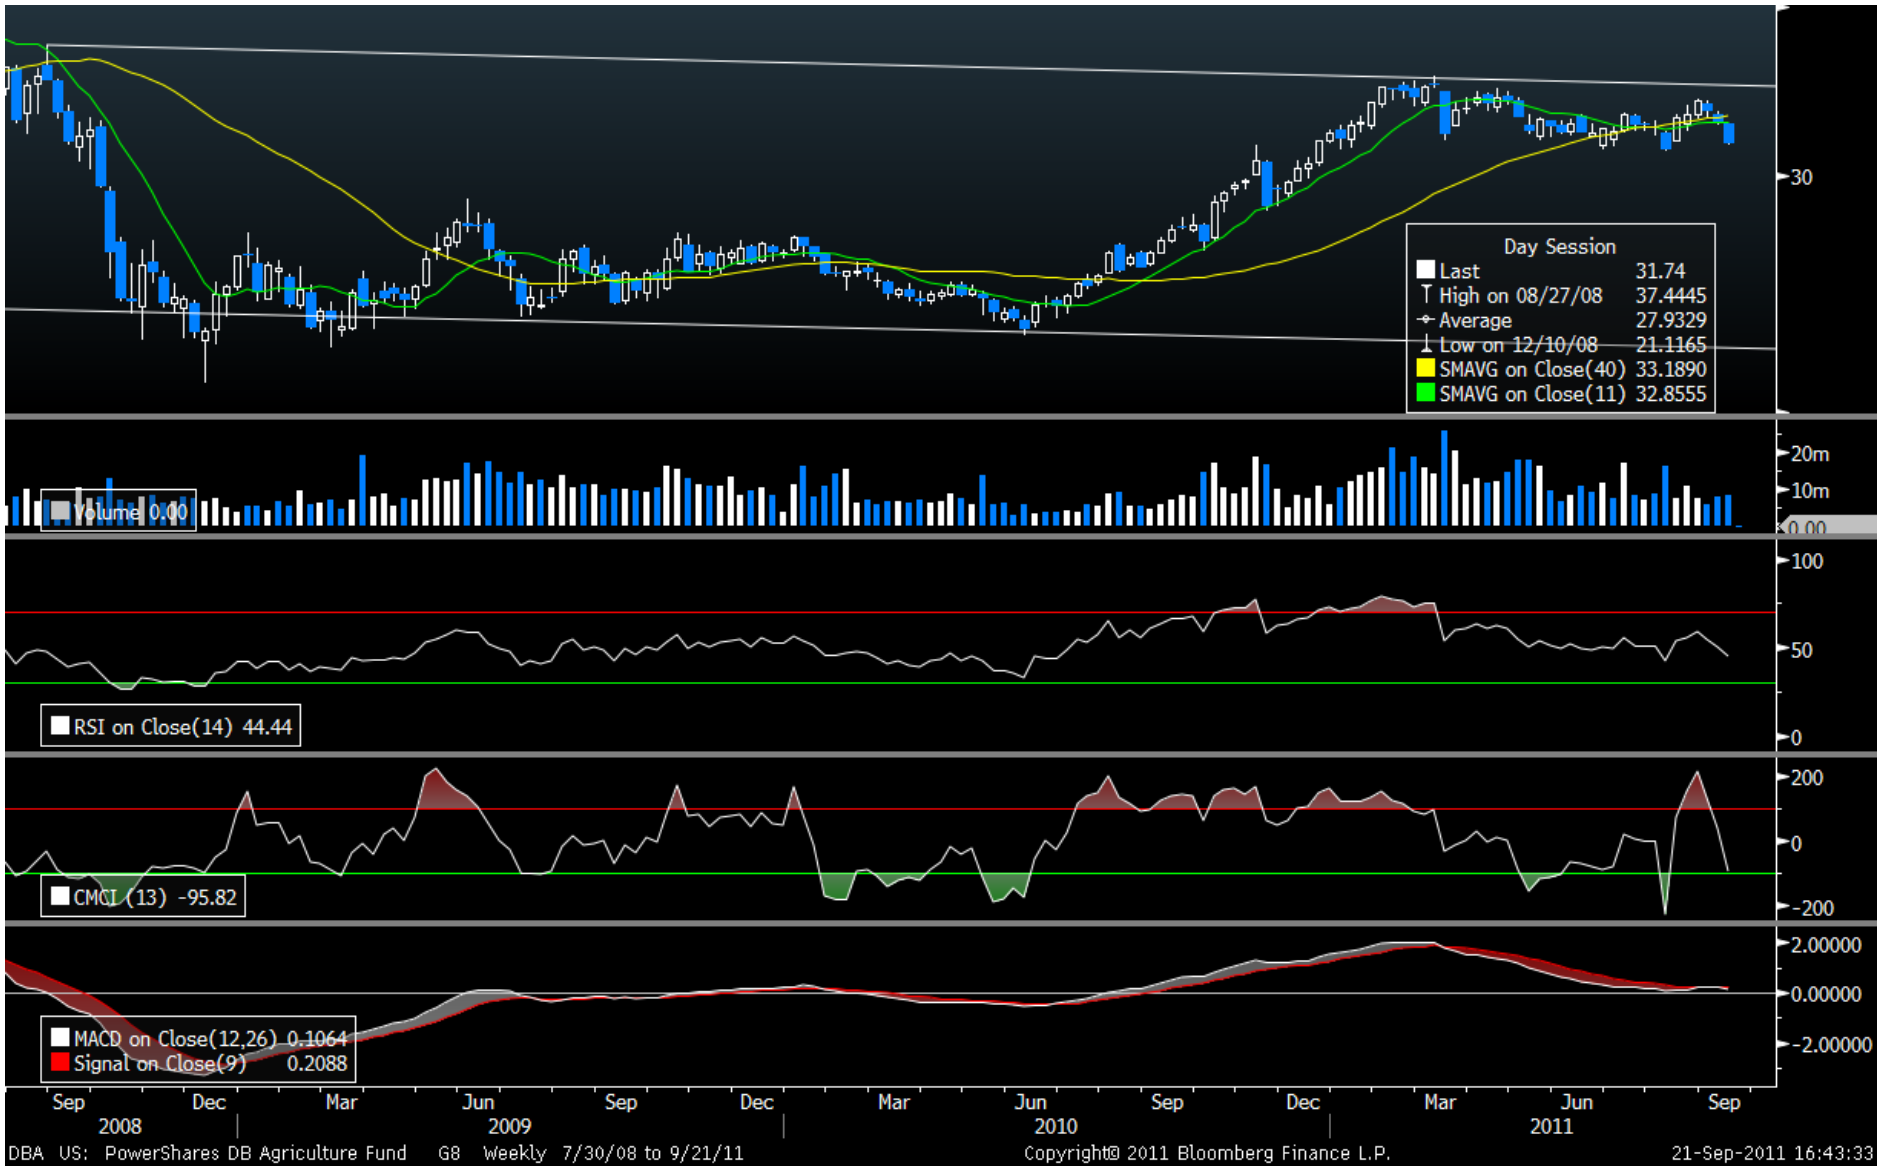 30
Day Session
Last 31.74
High on 08/27/08 37.4445
Average 27.9329
Low on 12/10/08 21.1165
SMAVG on Close(40) 33.1890
SMAVG on Close(11) 32.8555
20m
10m
Volume 0.00
0.00
100
50
RSI on Close(14) 44.44
0
200
0
CMCI (13) -95.82
-200
2.00000
0.00000
MACD on Close(12,26) 0.1064
Signal on Close(9) 0.2088
-2.00000
Sep Dec Mar Jun Sep Dec Mar Jun Sep Dec Mar Jun Sep
2008 2009 2010 2011
DBA US: PowerShares DB Agriculture Fund G8 Weekly 7/30/08 to 9/21/11 Copyright© 2011 Bloomberg Finance L.P. 21-Sep-2011 16:43:33